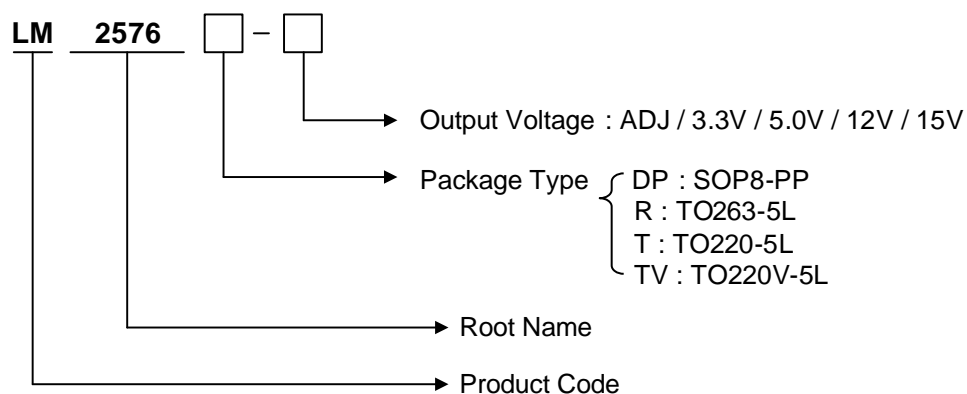 LM 2576 –
Output Voltage : ADJ / 3.3V / 5.0V / 12V / 15V
Package Type
DP : SOP8-PP
R : TO263-5L
T : TO220-5L
TV : TO220V-5L
Root Name
Product Code